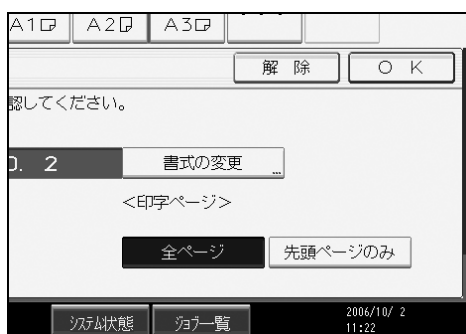 A1 A2 A3
解 除 O K
認してください。
0. 2 書式の変更
<印字ページ>
全ページ 先頭ページのみ
ｼｽﾃﾑ状態 ｼﾞｮﾌﾞ一覧 2006/10/ 2
11:22